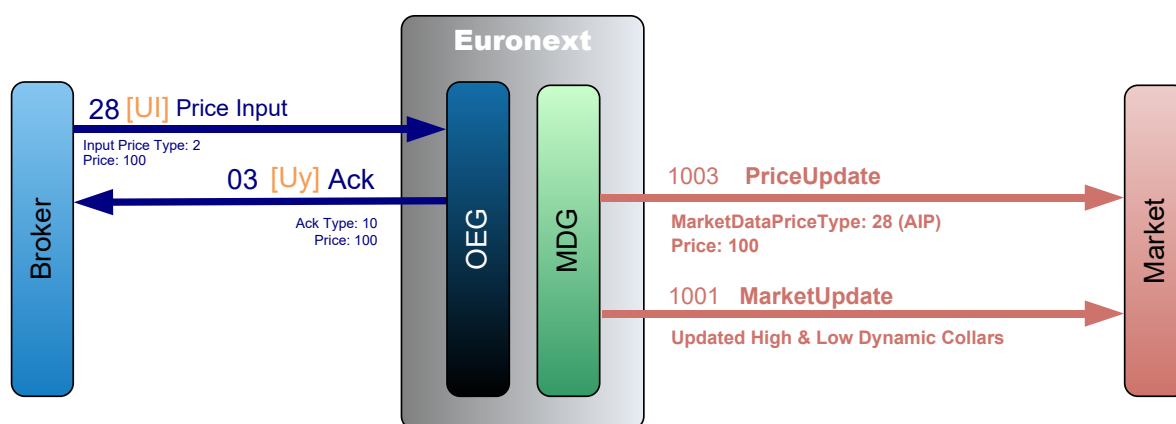 Euronext
Broker
28 [UI] Price Input
Input Price Type: 2
Price: 100
03 [Uy] Ack
Ack Type: 10
Price: 100
OEG
MDG
1003 PriceUpdate
MarketDataPriceType: 28 (AIP)
Price: 100
1001 MarketUpdate
Updated High & Low Dynamic Collars
Market